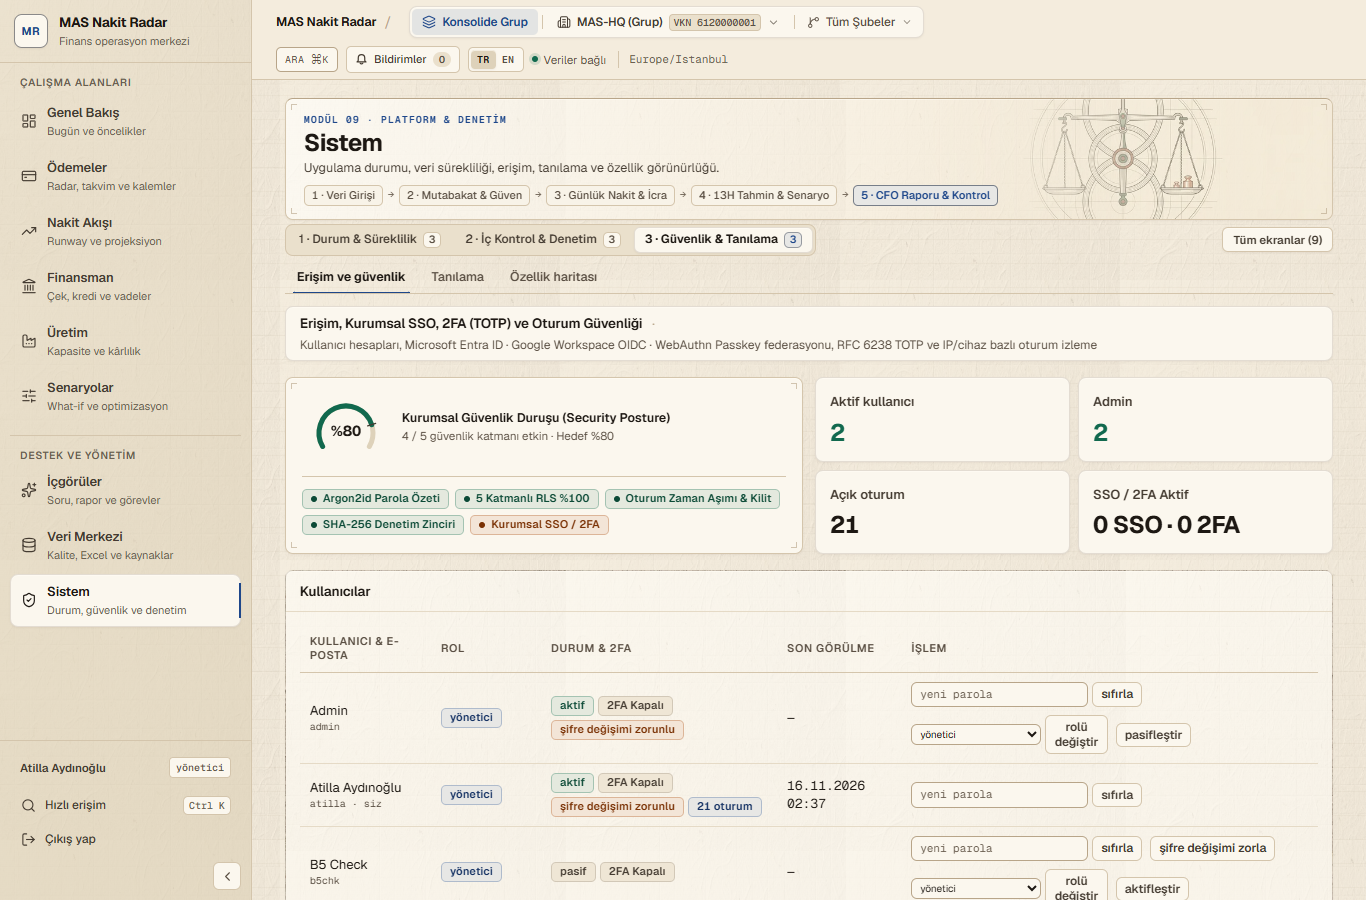 MR
MAS Nakit Radar
Finans operasyon merkezi
ÇALIŞMA ALANLARI
Genel Bakış
Bugün ve öncelikler
Ödemeler
Radar, takvim ve kalemler
Nakit Akışı
Runway ve projeksiyon
Finansman
Çek, kredi ve vadeler
Üretim
Kapasite ve kârlılık
Senaryolar
What-if ve optimizasyon
DESTEK VE YÖNETİM
İçgörüler
Soru, rapor ve görevler
Veri Merkezi
Kalite, Excel ve kaynaklar
Sistem
Durum, güvenlik ve denetim
Atilla Aydınoğlu yönetici
Hızlı erişim Ctrl K
Çıkış yap
MAS Nakit Radar / Konsolide Grup MAS-HQ (Grup) VKN 6120000001 Tüm Şubeler
ARA ⌘K Bildirimler 0 TR EN Veriler bağlı Europe/Istanbul
MODÜL 09 · PLATFORM & DENETİM
Sistem
Uygulama durumu, veri sürekliliği, erişim, tanılama ve özellik görünürlüğü.
1 · Veri Girişi → 2 · Mutabakat & Güven → 3 · Günlük Nakit & İcra → 4 · 13H Tahmin & Senaryo → 5 · CFO Raporu & Kontrol
1 · Durum & Süreklilik 3 2 · İç Kontrol & Denetim 3 3 · Güvenlik & Tanılama 3 Tüm ekranlar (9)
Erişim ve güvenlik Tanılama Özellik haritası
Erişim, Kurumsal SSO, 2FA (TOTP) ve Oturum Güvenliği ·
Kullanıcı hesapları, Microsoft Entra ID · Google Workspace OIDC · WebAuthn Passkey federasyonu, RFC 6238 TOTP ve IP/cihaz bazlı oturum izleme
%80
Kurumsal Güvenlik Duruşu (Security Posture)
4 / 5 güvenlik katmanı etkin · Hedef %80
Argon2id Parola Özeti 5 Katmanlı RLS %100 Oturum Zaman Aşımı & Kilit
SHA-256 Denetim Zinciri Kurumsal SSO / 2FA
Aktif kullanıcı
2
Admin
2
Açık oturum
21
SSO / 2FA Aktif
0 SSO · 0 2FA
Kullanıcılar
KULLANICI & E-POSTA ROL DURUM & 2FA SON GÖRÜLME İŞLEM
Admin
admin
yönetici
aktif 2FA Kapalı
şifre değişimi zorunlu
–
yeni parola sıfırla
yönetici rolü değiştir pasifleştir
Atilla Aydınoğlu
atilla · siz
yönetici
aktif 2FA Kapalı
şifre değişimi zorunlu 21 oturum
16.11.2026
02:37
yeni parola sıfırla
B5 Check
b5chk
yönetici
pasif 2FA Kapalı
–
yeni parola sıfırla şifre değişimi zorla
yönetici rolü değiştir aktifleştir